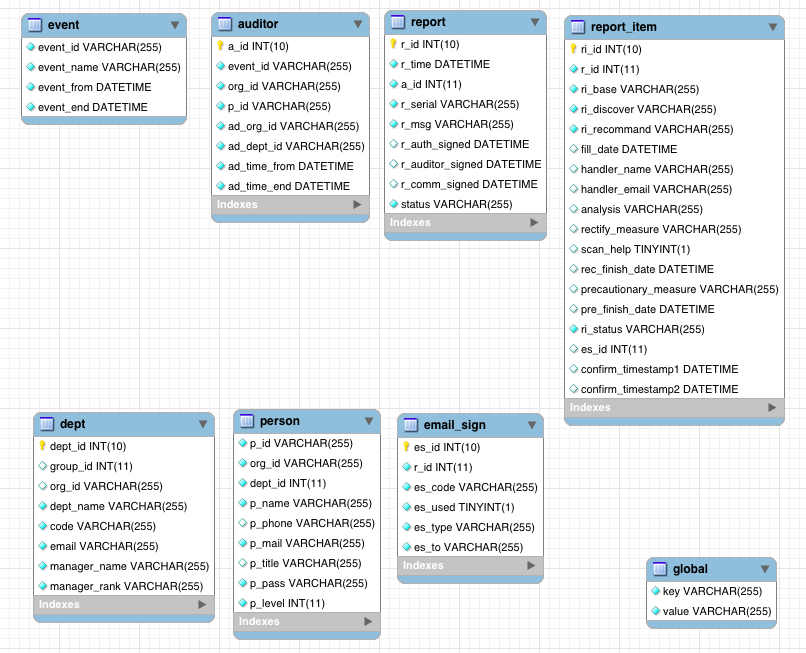 event
event_id VARCHAR(255)
event_name VARCHAR(255)
event_from DATETIME
event_end DATETIME
auditor
a_id INT(10)
event_id VARCHAR(255)
org_id VARCHAR(255)
p_id VARCHAR(255)
ad_org_id VARCHAR(255)
ad_dept_id VARCHAR(255)
ad_time_from DATETIME
ad_time_end DATETIME
Indexes
report
r_id INT(10)
r_time DATETIME
a_id INT(11)
r_serial VARCHAR(255)
r_msg VARCHAR(255)
r_auth_signed DATETIME
r_auditor_signed DATETIME
r_comm_signed DATETIME
status VARCHAR(255)
Indexes
report_item
ri_id INT(10)
r_id INT(11)
ri_base VARCHAR(255)
ri_discover VARCHAR(255)
ri_recommand VARCHAR(255)
fill_date DATETIME
handler_name VARCHAR(255)
handler_email VARCHAR(255)
analysis VARCHAR(255)
rectify_measure VARCHAR(255)
scan_help TINYINT(1)
rec_finish_date DATETIME
precautionary_measure VARCHAR(255)
pre_finish_date DATETIME
ri_status VARCHAR(255)
es_id INT(11)
confirm_timestamp1 DATETIME
confirm_timestamp2 DATETIME
Indexes
dept
dept_id INT(10)
group_id INT(11)
org_id VARCHAR(255)
dept_name VARCHAR(255)
code VARCHAR(255)
email VARCHAR(255)
manager_name VARCHAR(255)
manager_rank VARCHAR(255)
Indexes
person
p_id VARCHAR(255)
org_id VARCHAR(255)
dept_id INT(11)
p_name VARCHAR(255)
p_phone VARCHAR(255)
p_mail VARCHAR(255)
p_title VARCHAR(255)
p_pass VARCHAR(255)
p_level INT(11)
Indexes
email_sign
es_id INT(10)
r_id INT(11)
es_code VARCHAR(255)
es_used TINYINT(1)
es_type VARCHAR(255)
es_to VARCHAR(255)
Indexes
global
key VARCHAR(255)
value VARCHAR(255)